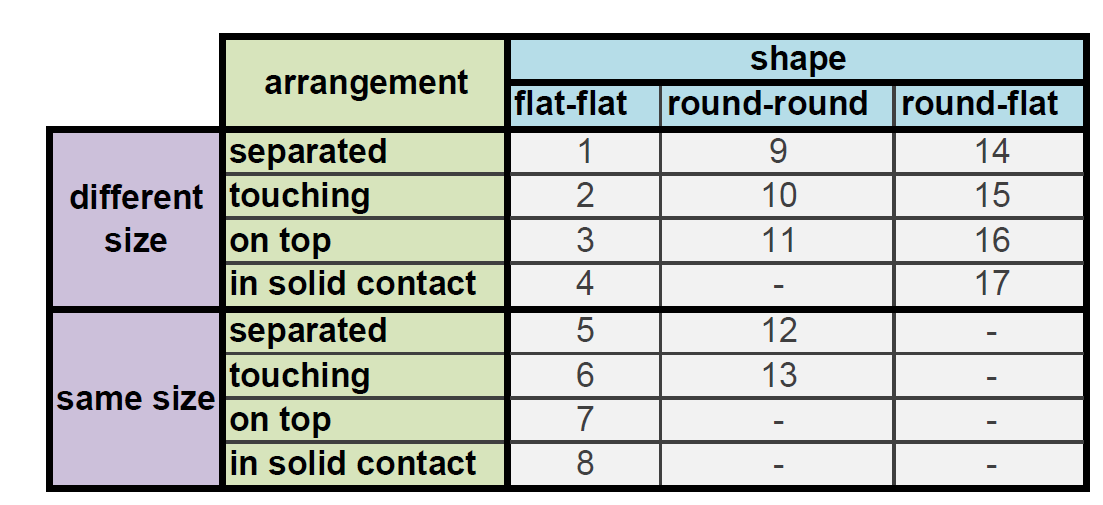 arrangement shape
flat-flat round-round round-flat
different size
separated 1 9 14
touching 2 10 15
on top 3 11 16
in solid contact 4 - 17
same size
separated 5 12 -
touching 6 13 -
on top 7 - -
in solid contact 8 - -